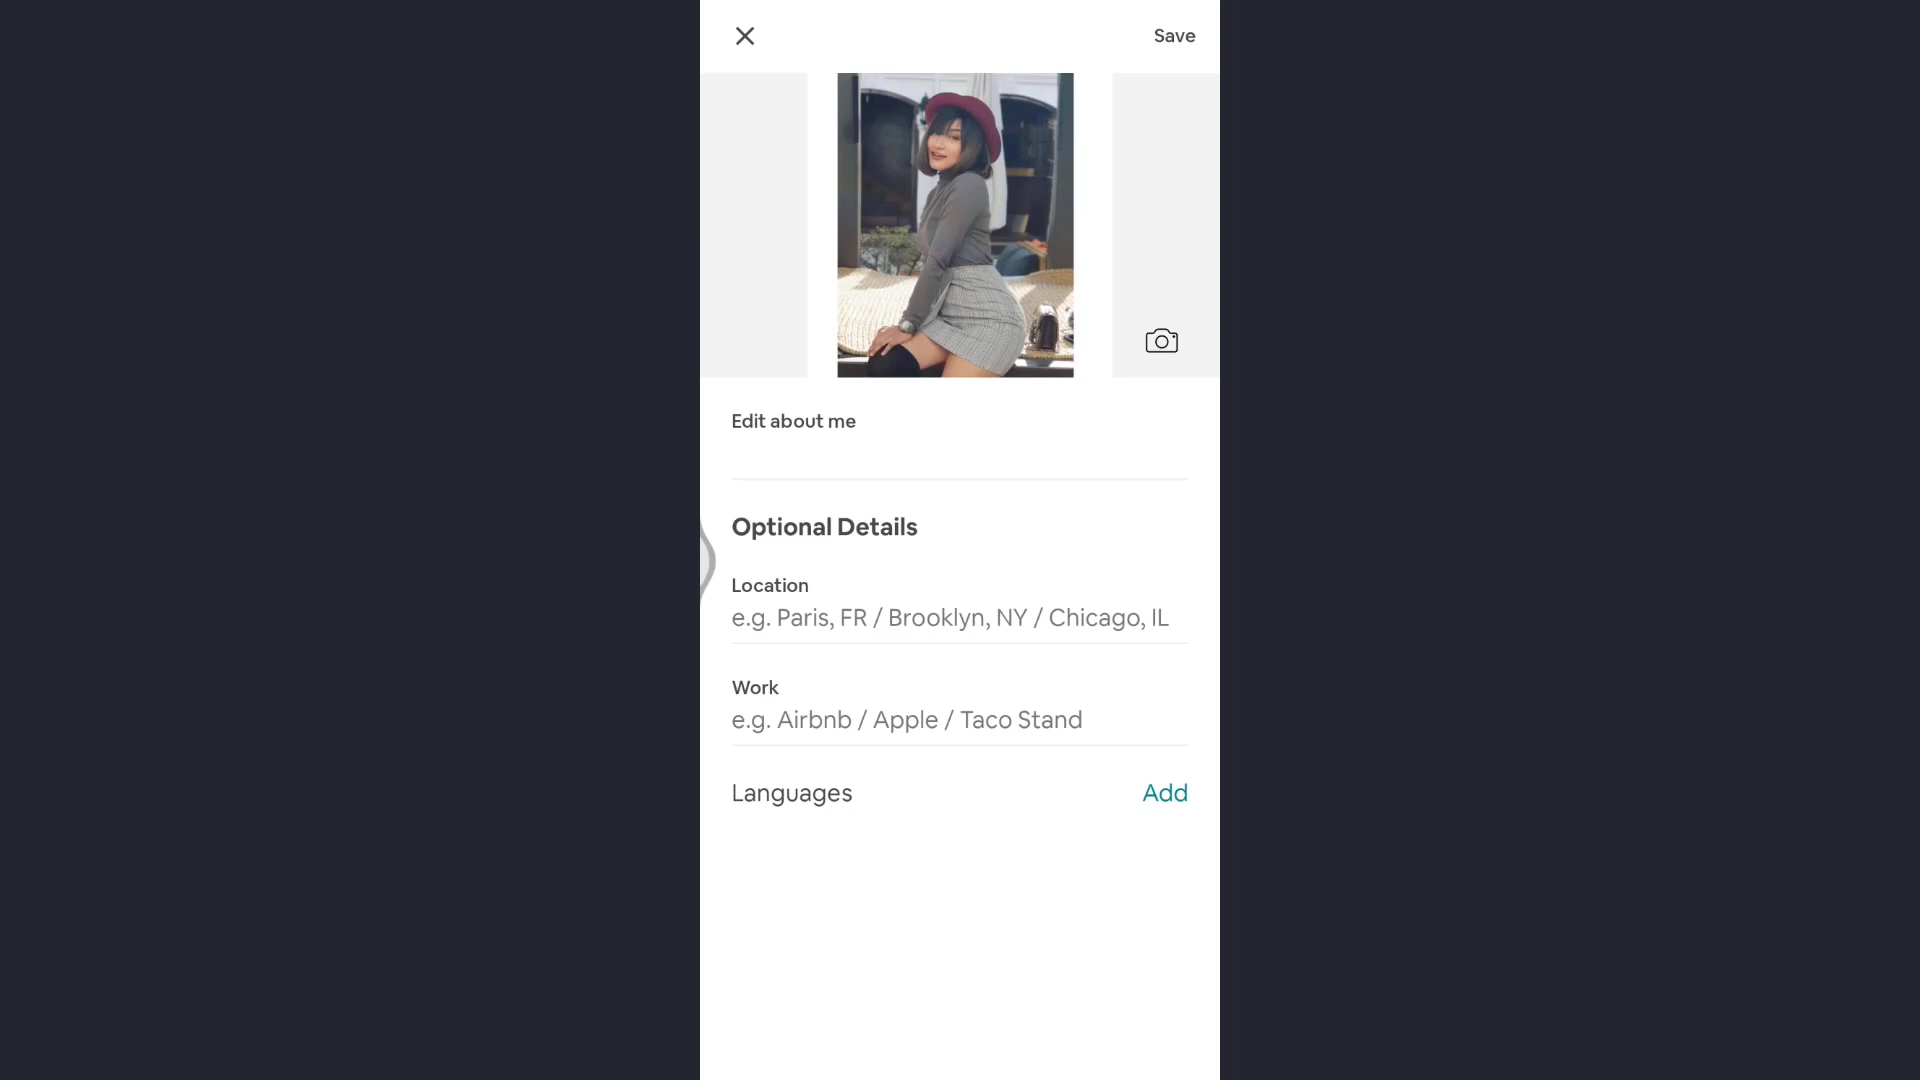 Save
Edit about me
Optional Details
Location
e.g. Paris, FR / Brooklyn, NY / Chicago, IL
Work
e.g. Airbnb / Apple / Taco Stand
Languages Add